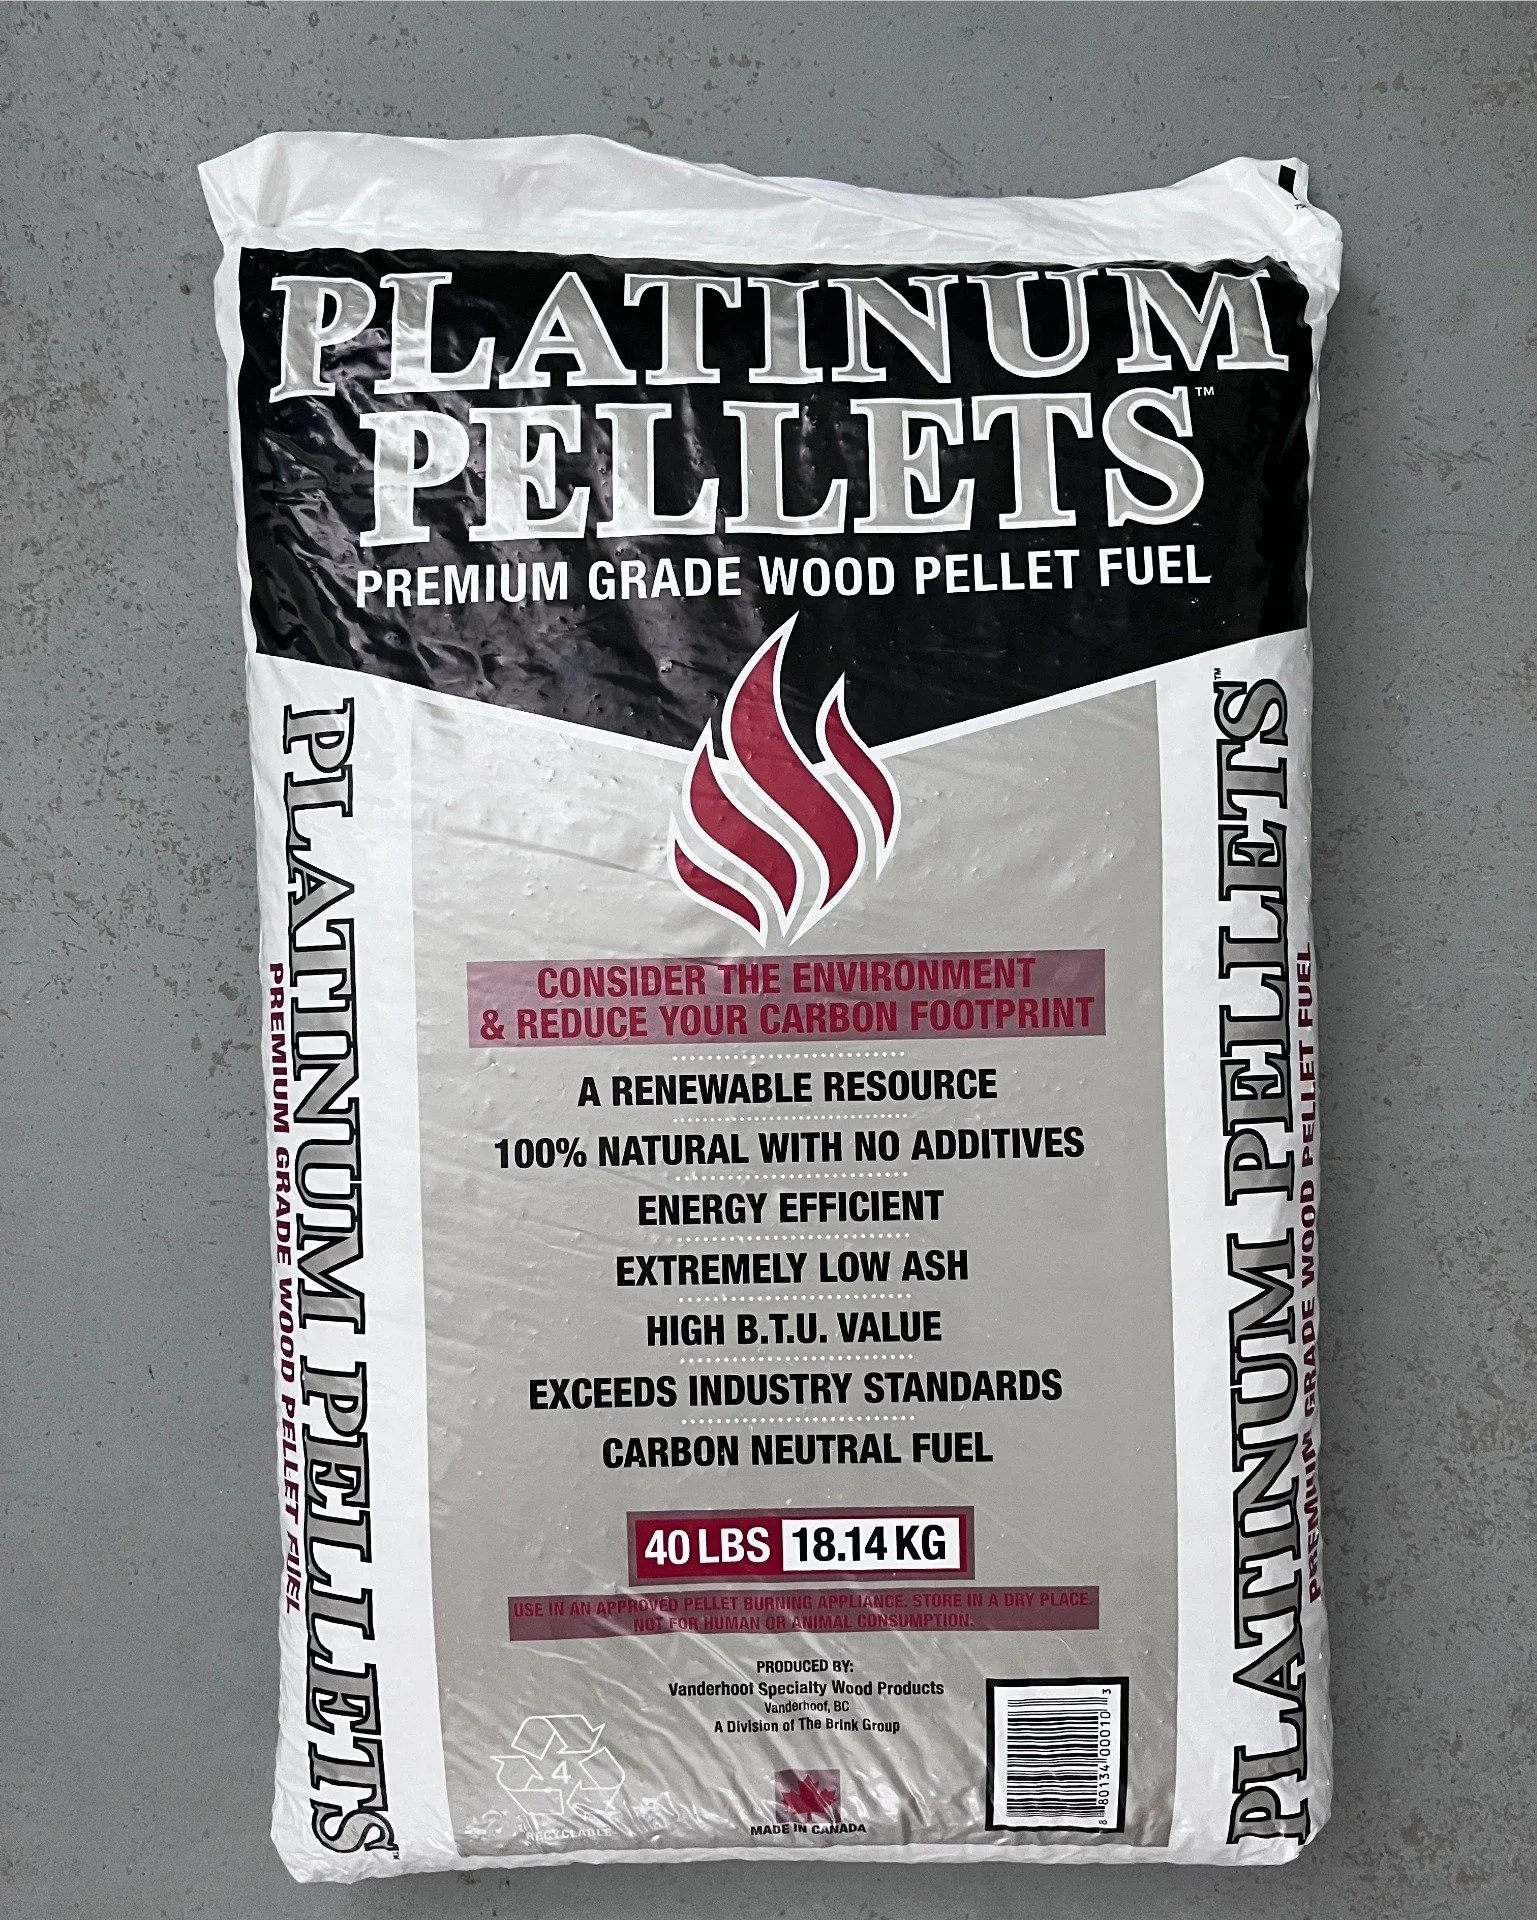 PLATINUM
PELLETS™
PREMIUM GRADE WOOD PELLET FUEL
PLATINUM PELLETS™
PREMIUM GRADE WOOD PELLET FUEL
CONSIDER THE ENVIRONMENT
& REDUCE YOUR CARBON FOOTPRINT
A RENEWABLE RESOURCE
100% NATURAL WITH NO ADDITIVES
ENERGY EFFICIENT
EXTREMELY LOW ASH
HIGH B.T.U. VALUE
EXCEEDS INDUSTRY STANDARDS
CARBON NEUTRAL FUEL
40 LBS 18.14 KG
USE IN AN APPROVED PELLET BURNING APPLIANCE. STORE IN A DRY PLACE.
NOT FOR HUMAN OR ANIMAL CONSUMPTION.
PRODUCED BY:
Vanderhoof Specialty Wood Products
Vanderhoof, BC
A Division of The Brink Group
4
RECYCLABLE
MADE IN CANADA
8 80134 00010 3
PLATINUM PELLETS™
PREMIUM GRADE WOOD PELLET FUEL